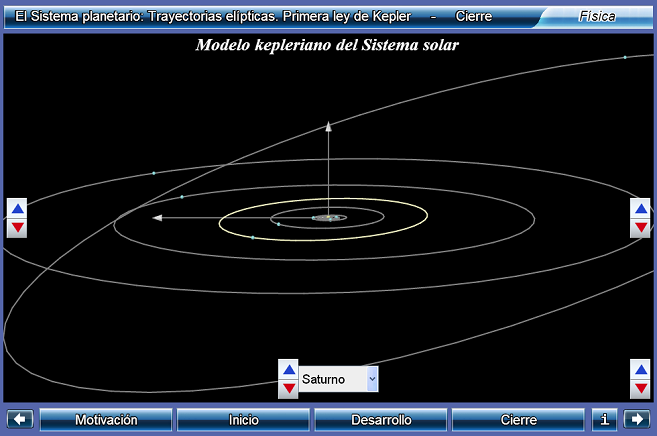 El Sistema planetario: Trayectorias elípticas. Primera ley de Kepler - Cierre
Física
Modelo kepleriano del Sistema solar
Saturno
Motivación
Inicio
Desarrollo
Cierre
i